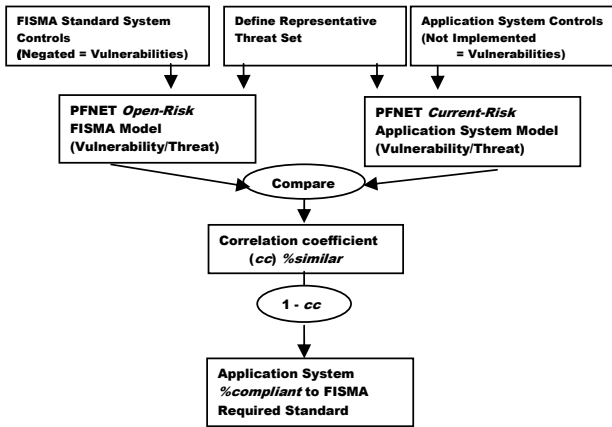 FISMA Standard System
Controls
(Negated = Vulnerabilities)
Define Representative
Threat Set
Application System Controls
(Not Implemented
= Vulnerabilities)
PFNET Open-Risk
FISMA Model
(Vulnerability/Threat)
PFNET Current-Risk
Application System Model
(Vulnerability/Threat)
Compare
Correlation coefficient
(cc) %similar
1 - cc
Application System
%compliant to FISMA
Required Standard